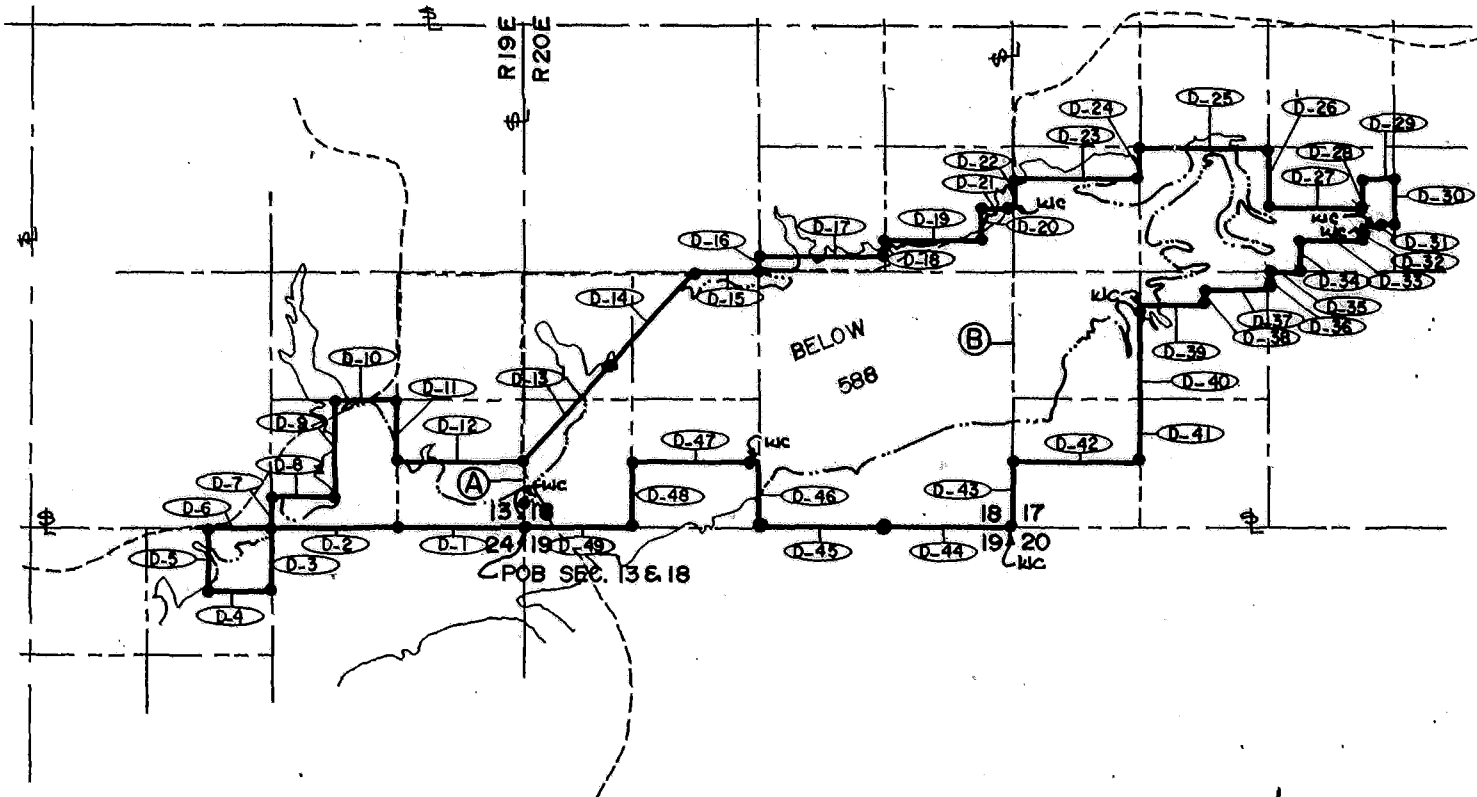 R19E
R20E
D-24
D-25
D-26
D-29
D-23
D-28
D-22
D-21
D-27
D-30
WC
WC
WC
D-16
D-17
D-19
D-20
D-31
D-18
D-32
D-14
D-15
D-34
D-33
D-35
WC
D-37
D-36
D-38
BELOW
588
B
D-39
D-10
D-13
D-11
D-40
D-9
D-12
D-47
WC
D-41
D-42
D-8
A
WC
D-7
D-48
D-46
D-43
D-6
13
18
18 17
D-5
D-2
D-1
24
19
D-49
D-45
D-44
19 20
WC
POB SEC. 13 & 18
D-3
D-4